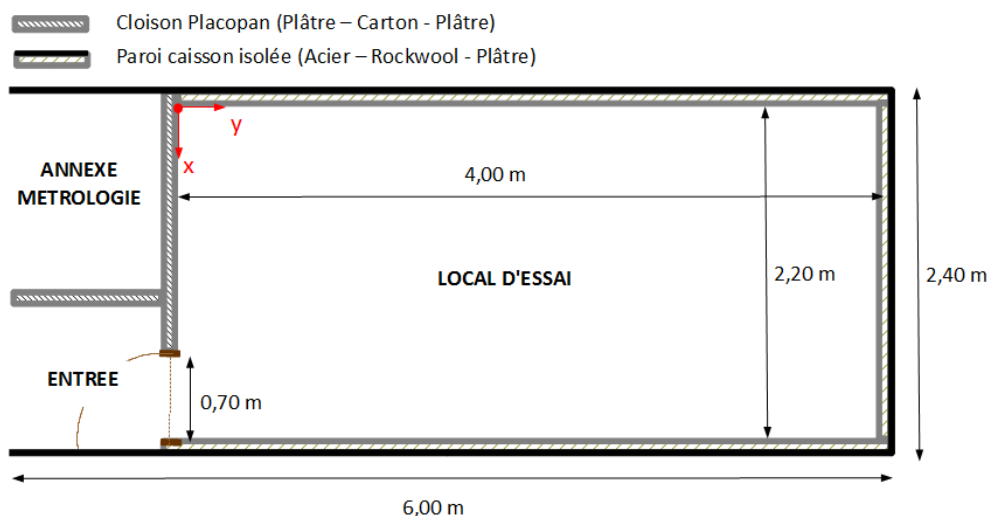 Cloison Placopan (Plâtre – Carton - Plâtre)
Paroi caisson isolée (Acier – Rockwool - Plâtre)
y
x
ANNEXE
METROLOGIE
4,00 m
LOCAL D'ESSAI
2,20 m
2,40 m
ENTREE
0,70 m
6,00 m